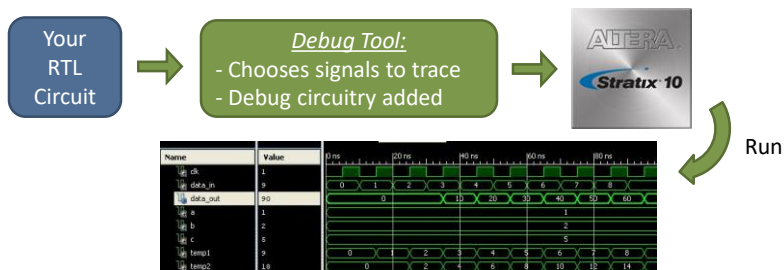 Your
RTL
Circuit
Debug Tool:
- Chooses signals to trace
- Debug circuitry added
ALTERA
Stratix 10
Run
Name Value 0 ns 20 ns 40 ns 60 ns 80 ns
clk 1
data_in 9 0 1 2 3 4 5 6 7 8
data_out 90 0 10 20 30 40 50 60
a 1 1
b 2 2
c 5 5
temp1 9 0 1 2 3 4 5 6 7 8
temp2 18 0 2 4 6 8 10 12 14